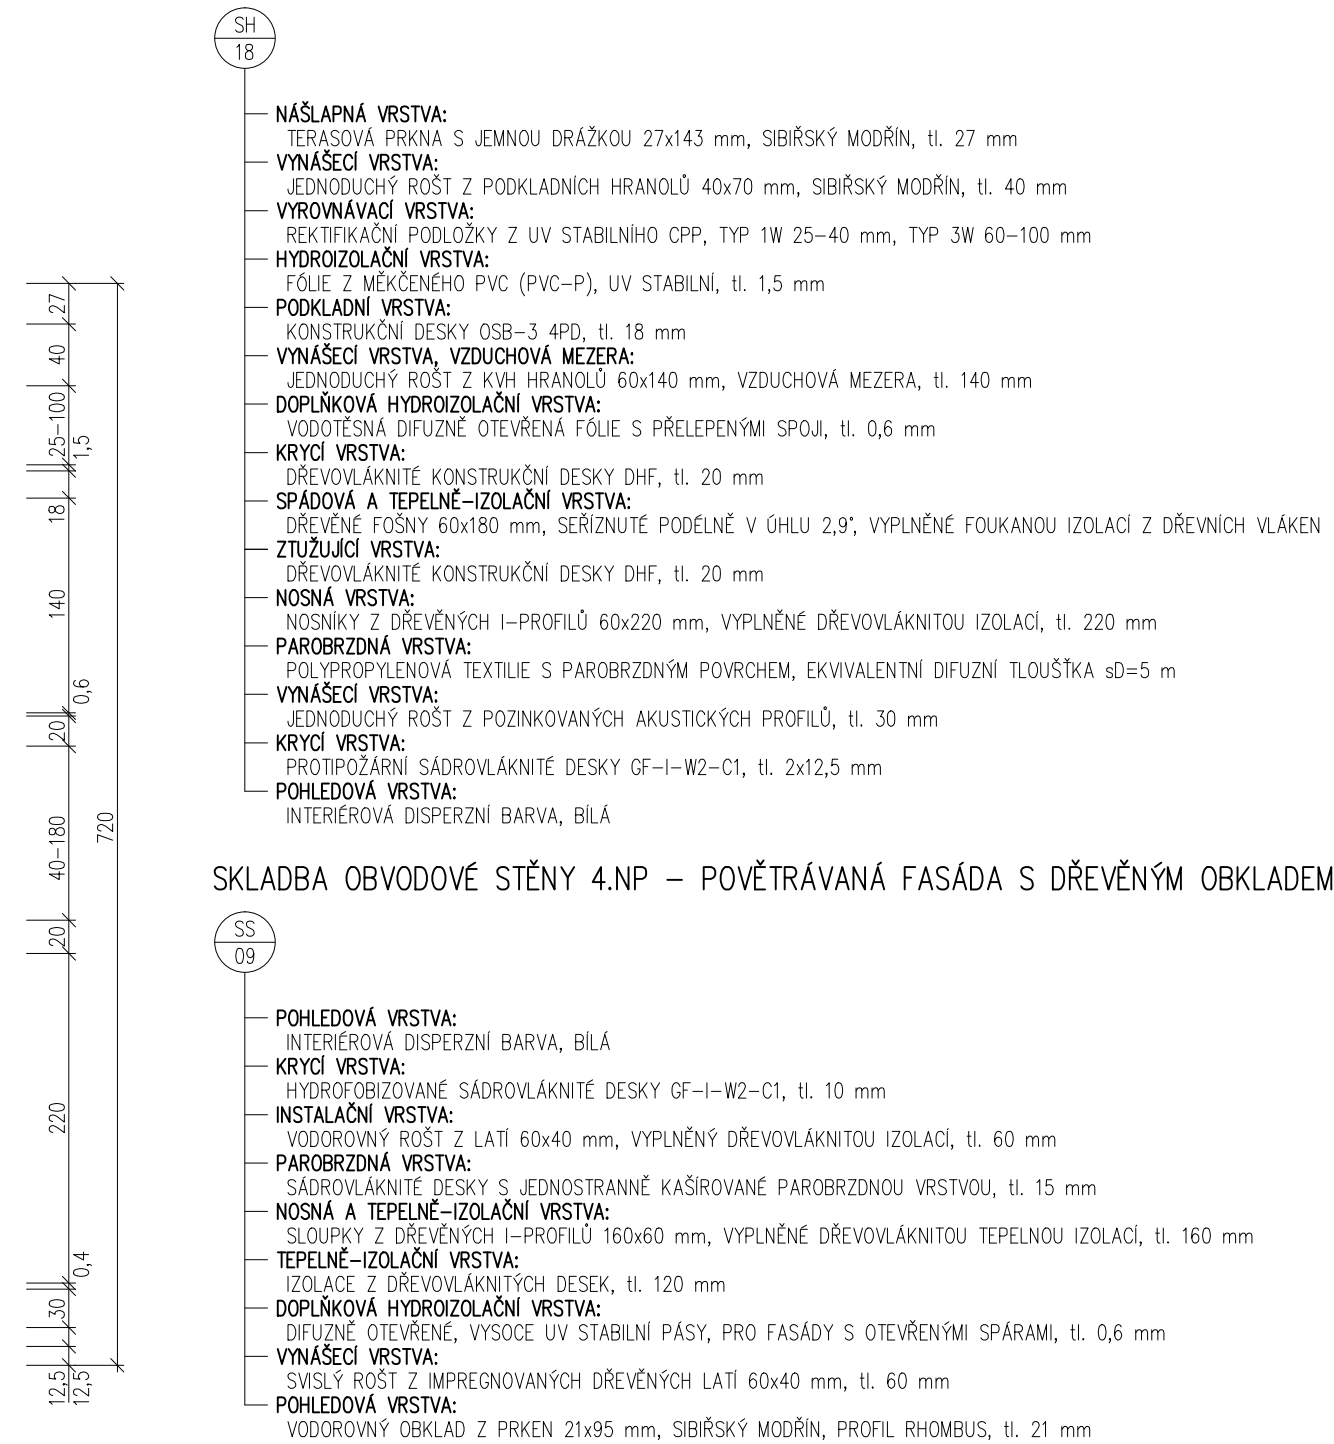 SH
18
NÁŠLAPNÁ VRSTVA:
TERASOVÁ PRKNA S JEMNOU DRÁŽKOU 27x143 mm, SIBIŘSKÝ MODŘÍN, tl. 27 mm
VYNÁŠECÍ VRSTVA:
JEDNODUCHÝ ROŠT Z PODKLADNÍCH HRANOLŮ 40x70 mm, SIBIŘSKÝ MODŘÍN, tl. 40 mm
VYROVNÁVACÍ VRSTVA:
REKTIFIKAČNÍ PODLOŽKY Z UV STABILNÍHO CPP, TYP 1W 25-40 mm, TYP 3W 60-100 mm
HYDROIZOLAČNÍ VRSTVA:
FÓLIE Z MĚKČENÉHO PVC (PVC-P), UV STABILNÍ, tl. 1,5 mm
PODKLADNÍ VRSTVA:
KONSTRUKČNÍ DESKY OSB-3 4PD, tl. 18 mm
VYNÁŠECÍ VRSTVA, VZDUCHOVÁ MEZERA:
JEDNODUCHÝ ROŠT Z KVH HRANOLŮ 60x140 mm, VZDUCHOVÁ MEZERA, tl. 140 mm
DOPLŇKOVÁ HYDROIZOLAČNÍ VRSTVA:
VODOTĚSNÁ DIFUZNĚ OTEVŘENÁ FÓLIE S PŘELEPENÝMI SPOJI, tl. 0,6 mm
KRYCÍ VRSTVA:
DŘEVOVLÁKNITÉ KONSTRUKČNÍ DESKY DHF, tl. 20 mm
SPÁDOVÁ A TEPELNĚ-IZOLAČNÍ VRSTVA:
DŘEVĚNÉ FOŠNY 60x180 mm, SEŘÍZNUTÉ PODÉLNĚ V ÚHLU 2,9°, VYPLNĚNÉ FOUKANOU IZOLACÍ Z DŘEVNÍCH VLÁKEN
ZTUŽUJÍCÍ VRSTVA:
DŘEVOVLÁKNITÉ KONSTRUKČNÍ DESKY DHF, tl. 20 mm
NOSNÁ VRSTVA:
NOSNÍKY Z DŘEVĚNÝCH I-PROFILŮ 60x220 mm, VYPLNĚNÉ DŘEVOVLÁKNITOU IZOLACÍ, tl. 220 mm
PAROBRZDNÁ VRSTVA:
POLYPROPYLENOVÁ TEXTILIE S PAROBRZDNÝM POVRCHEM, EKVIVALENTNÍ DIFUZNÍ TLOUŠŤKA sD=5 m
VYNÁŠECÍ VRSTVA:
JEDNODUCHÝ ROŠT Z POZINKOVANÝCH AKUSTICKÝCH PROFILŮ, tl. 30 mm
KRYCÍ VRSTVA:
PROTIPOŽÁRNÍ SÁDROVLÁKNITÉ DESKY GF-I-W2-C1, tl. 2x12,5 mm
POHLEDOVÁ VRSTVA:
INTERIÉROVÁ DISPERZNÍ BARVA, BÍLÁ
27
40
25-100
1,5
18
140
0,6
20
40-180
20
220
0,4
30
12,5
12,5
720
SKLADBA OBVODOVÉ STĚNY 4.NP - POVĚTRÁVANÁ FASÁDA S DŘEVĚNÝM OBKLADEM
SS
09
POHLEDOVÁ VRSTVA:
INTERIÉROVÁ DISPERZNÍ BARVA, BÍLÁ
KRYCÍ VRSTVA:
HYDROFOBIZOVANÉ SÁDROVLÁKNITÉ DESKY GF-I-W2-C1, tl. 10 mm
INSTALAČNÍ VRSTVA:
VODOROVNÝ ROŠT Z LATÍ 60x40 mm, VYPLNĚNÝ DŘEVOVLÁKNITOU IZOLACÍ, tl. 60 mm
PAROBRZDNÁ VRSTVA:
SÁDROVLÁKNITÉ DESKY S JEDNOSTRANNĚ KAŠÍROVANÉ PAROBRZDNOU VRSTVOU, tl. 15 mm
NOSNÁ A TEPELNĚ-IZOLAČNÍ VRSTVA:
SLOUPKY Z DŘEVĚNÝCH I-PROFILŮ 160x60 mm, VYPLNĚNÉ DŘEVOVLÁKNITOU TEPELNOU IZOLACÍ, tl. 160 mm
TEPELNĚ-IZOLAČNÍ VRSTVA:
IZOLACE Z DŘEVOVLÁKNITÝCH DESEK, tl. 120 mm
DOPLŇKOVÁ HYDROIZOLAČNÍ VRSTVA:
DIFUZNĚ OTEVŘENÉ, VYSOCE UV STABILNÍ PÁSY, PRO FASÁDY S OTEVŘENÝMI SPÁRAMI, tl. 0,6 mm
VYNÁŠECÍ VRSTVA:
SVISLÝ ROŠT Z IMPREGNOVANÝCH DŘEVĚNÝCH LATÍ 60x40 mm, tl. 60 mm
POHLEDOVÁ VRSTVA:
VODOROVNÝ OBKLAD Z PRKEN 21x95 mm, SIBIŘSKÝ MODŘÍN, PROFIL RHOMBUS, tl. 21 mm